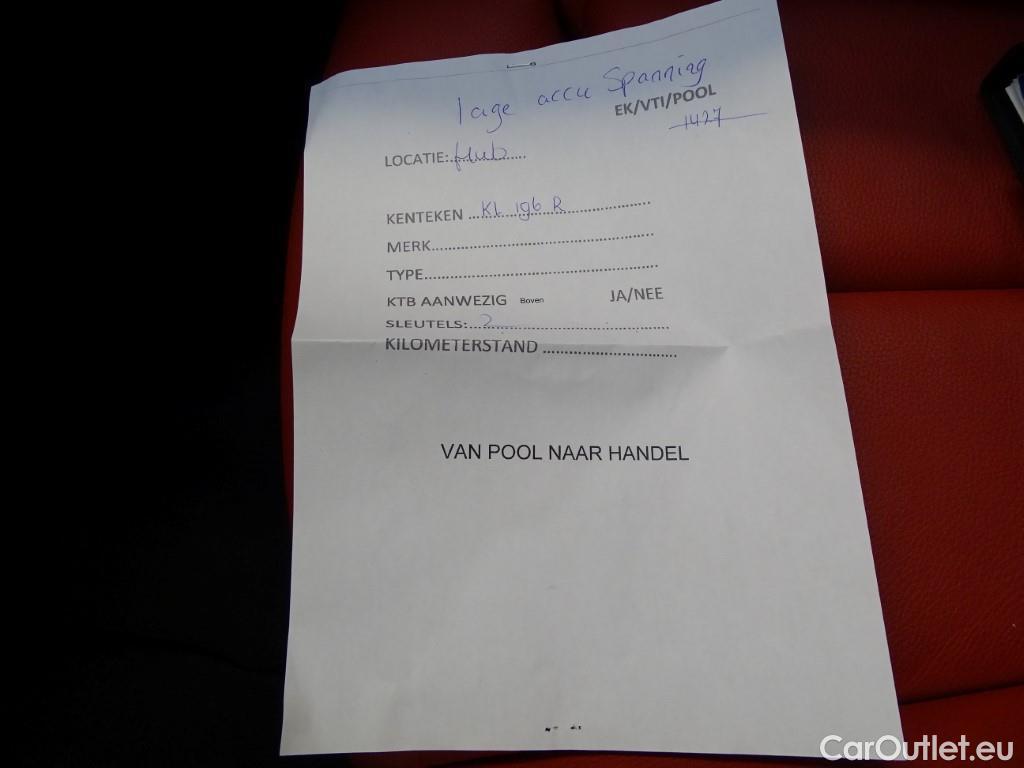 lage accu Spanning
EK/VTI/POOL
1427
LOCATIE:..................
KENTEKEN ... KL 196 R ..................
MERK..................................................
TYPE....................................................
KTB AANWEZIG Boven JA/NEE
SLEUTELS:...2..................................
KILOMETERSTAND ..............................
VAN POOL NAAR HANDEL
CarOutlet.eu